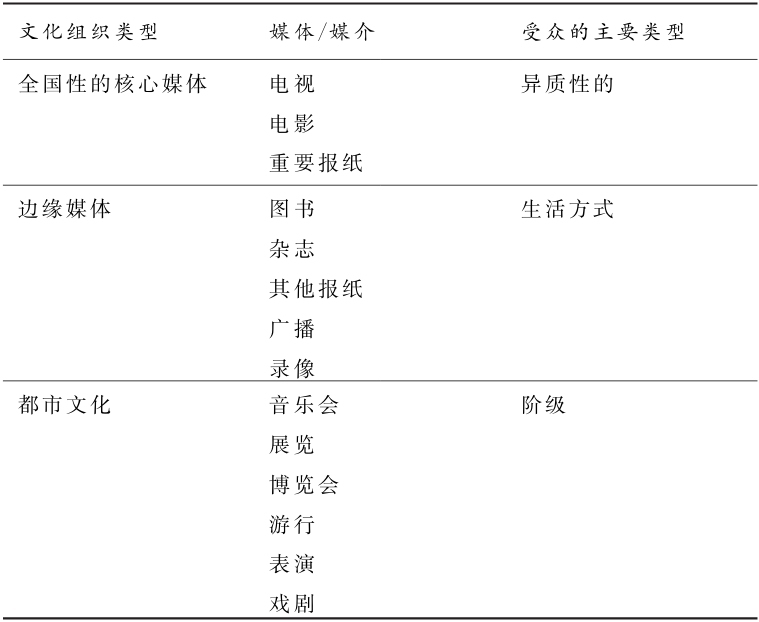 文化组织类型 媒体/媒介 受众的主要类型
全国性的核心媒体 电视 异质性的
电影
重要报纸
边缘媒体 图书 生活方式
杂志
其他报纸
广播
录像
都市文化 音乐会 阶级
展览
博览会
游行
表演
戏剧